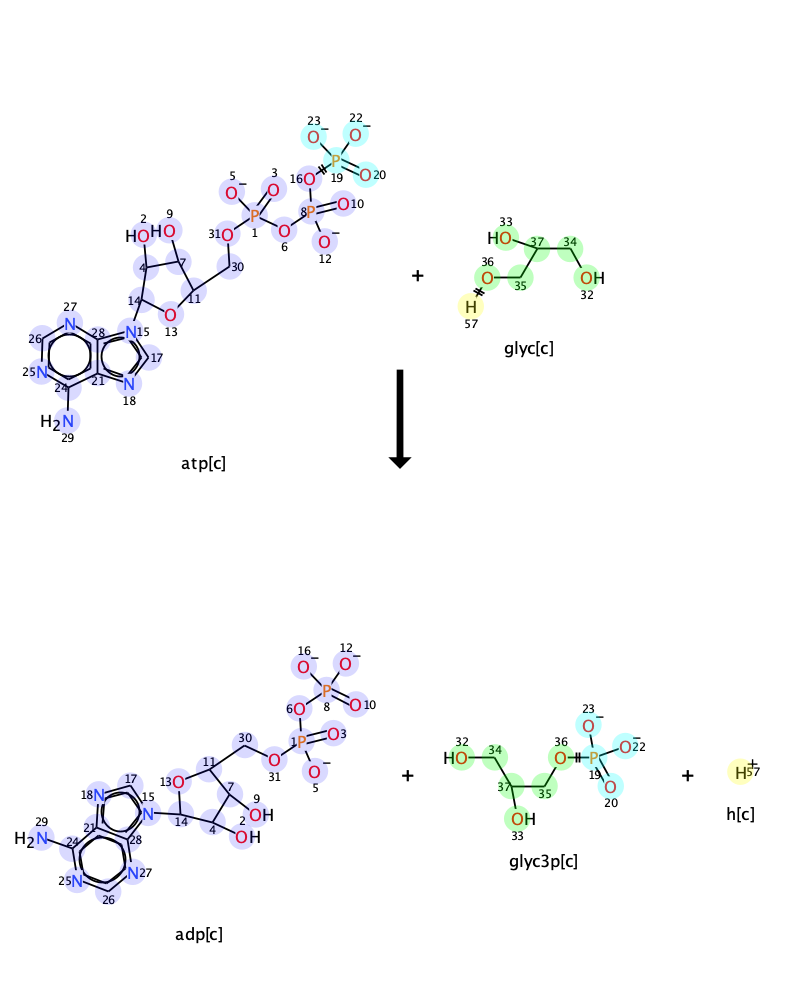 23 22
O− O−
P
16 19 O 20
O
5 3
O− O
8 P O 10
P 1
O 6
O− 12
2 9
HO HO
31 O
4 7
30
14 11
O 13
27 N
28 N 15
26
17
25 N
24 21
N 18
H2N
29
atp[c]
+
33
HO 37 34
36
O 35
OH 32
H
57
glyc[c]
16 12
O− O−
P 8
6 O
O 10
1 P
O 3
O− 5
30
O 31
11
13 O
7
9
OH
2
OH
4
14
17
18 N
15 N
21
28
29
H2N
24
25 N
N 27
26
adp[c]
+
32 34
HO
37 35
OH
33
36 O
P 19
23
O−
O− 22
O
20
glyc3p[c]
+
H+ 57
h[c]